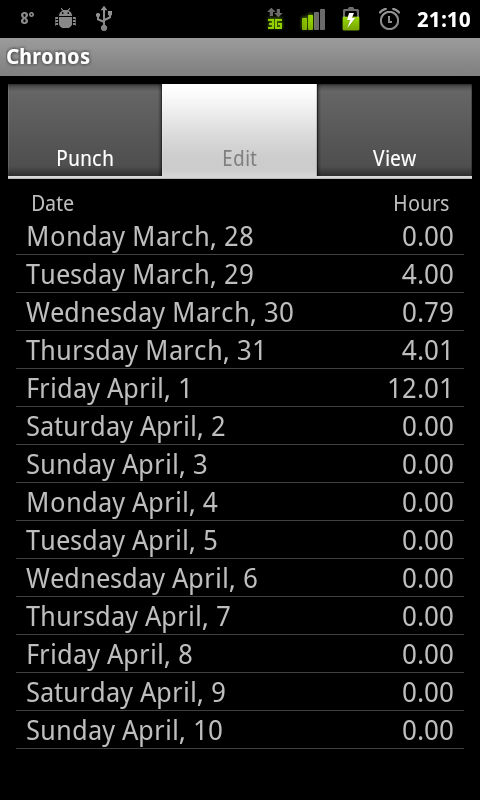 8° 3G 21:10
Chronos
Punch Edit View
Date Hours
Monday March, 28 0.00
Tuesday March, 29 4.00
Wednesday March, 30 0.79
Thursday March, 31 4.01
Friday April, 1 12.01
Saturday April, 2 0.00
Sunday April, 3 0.00
Monday April, 4 0.00
Tuesday April, 5 0.00
Wednesday April, 6 0.00
Thursday April, 7 0.00
Friday April, 8 0.00
Saturday April, 9 0.00
Sunday April, 10 0.00